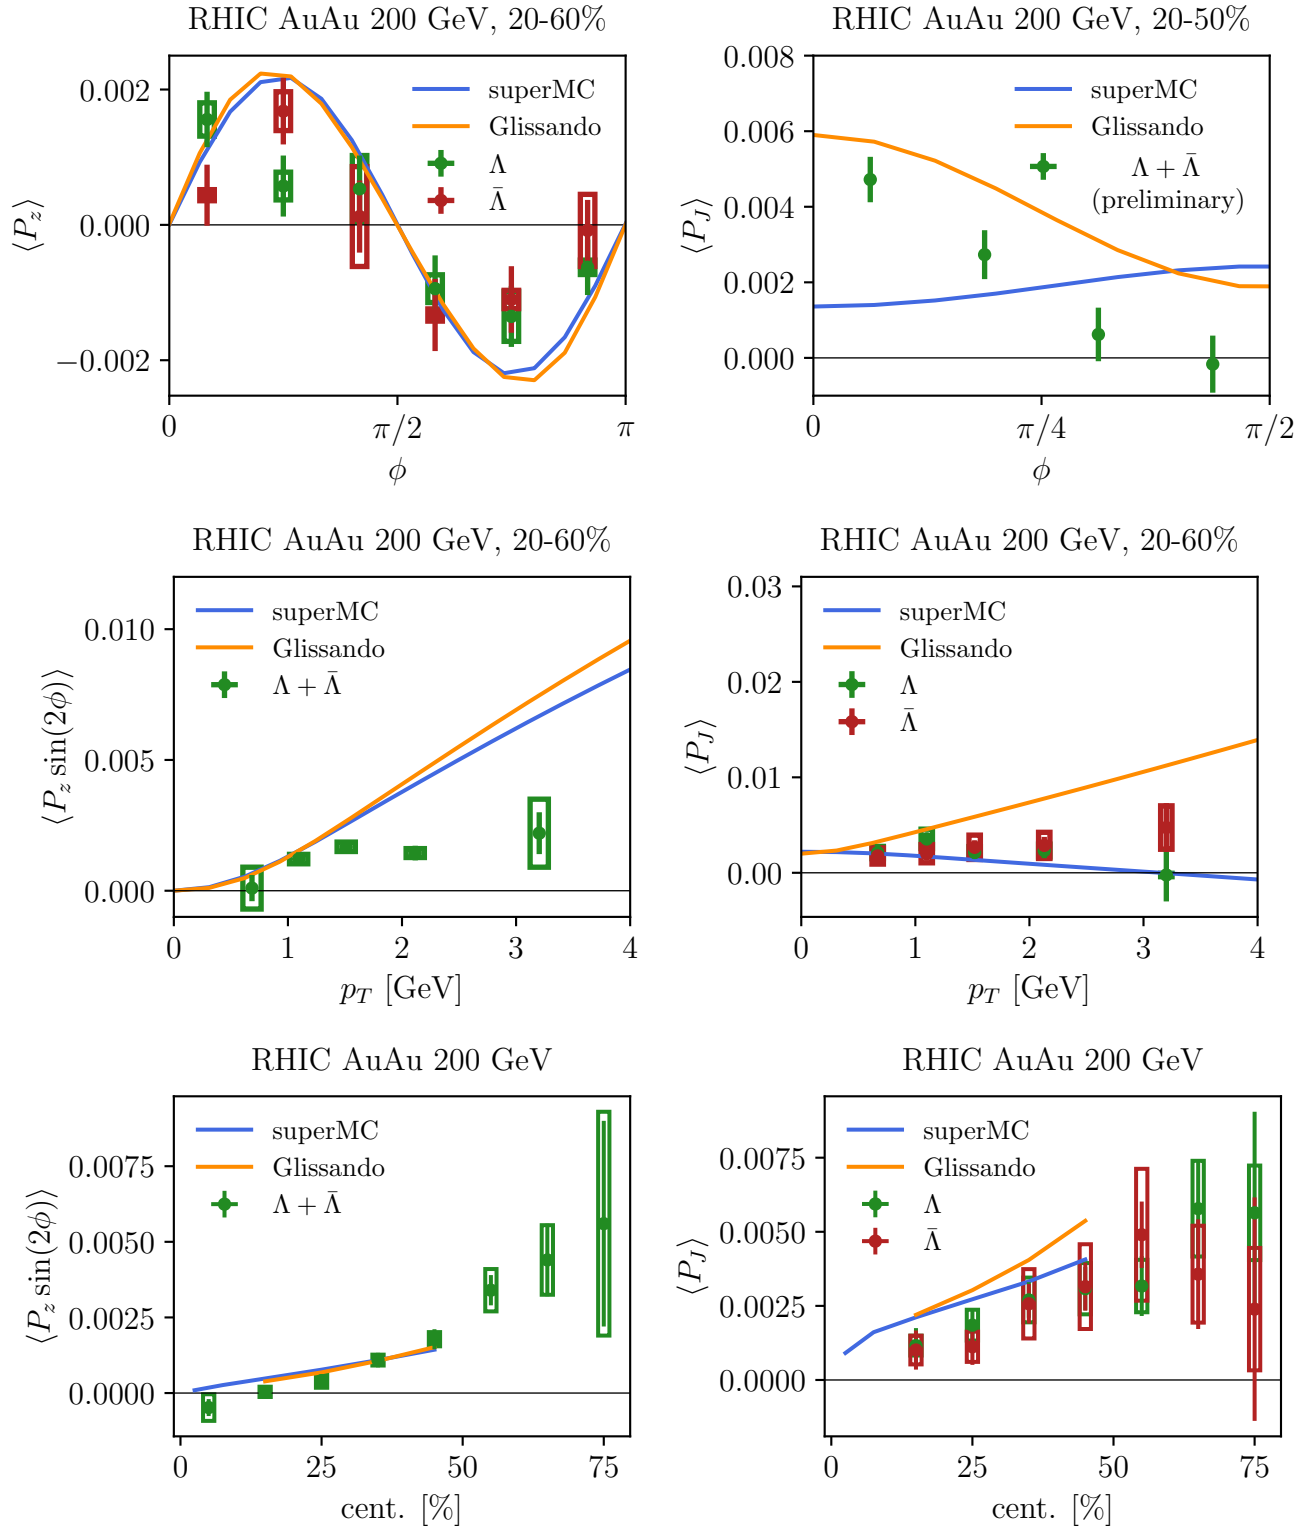 RHIC AuAu 200 GeV, 20-60%
⟨P_z⟩
0.002
0.000
−0.002
superMC
Glissando
Λ
Λ̄
0
π/2
π
ϕ
RHIC AuAu 200 GeV, 20-50%
⟨P_J⟩
0.008
0.006
0.004
0.002
0.000
superMC
Glissando
Λ + Λ̄
(preliminary)
0
π/4
π/2
ϕ
RHIC AuAu 200 GeV, 20-60%
⟨P_z sin(2ϕ)⟩
0.010
0.005
0.000
superMC
Glissando
Λ + Λ̄
0
1
2
3
4
p_T [GeV]
RHIC AuAu 200 GeV, 20-60%
⟨P_J⟩
0.03
0.02
0.01
0.00
superMC
Glissando
Λ
Λ̄
0
1
2
3
4
p_T [GeV]
RHIC AuAu 200 GeV
⟨P_z sin(2ϕ)⟩
0.0075
0.0050
0.0025
0.0000
superMC
Glissando
Λ + Λ̄
0
25
50
75
cent. [%]
RHIC AuAu 200 GeV
⟨P_J⟩
0.0075
0.0050
0.0025
0.0000
superMC
Glissando
Λ
Λ̄
0
25
50
75
cent. [%]